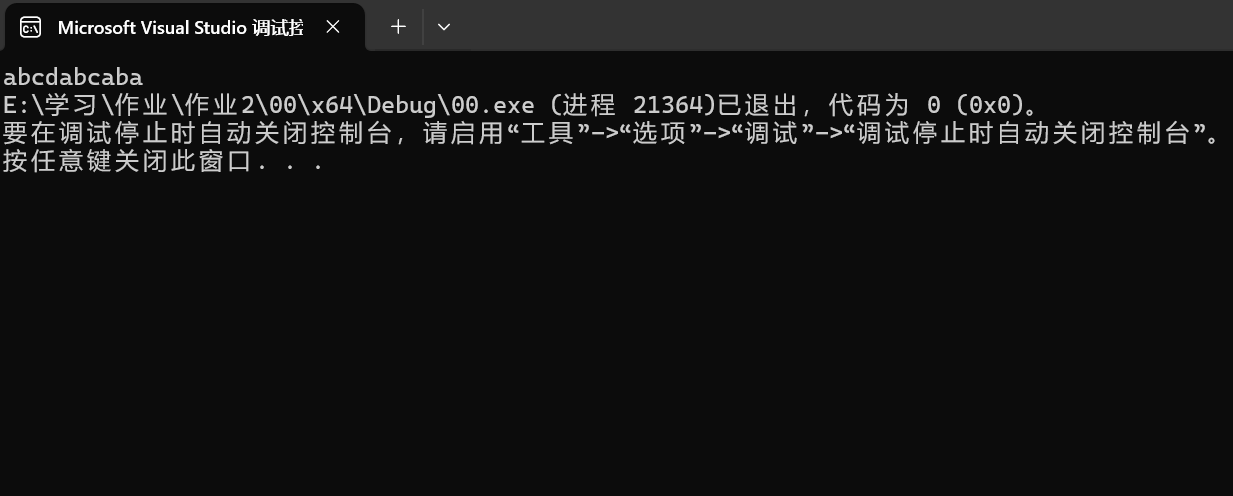 Microsoft Visual Studio 调试控
abcdabcaba
E:\学习\作业\作业2\00\x64\Debug\00.exe (进程 21364)已退出，代码为 0 (0x0)。
要在调试停止时自动关闭控制台，请启用“工具”->“选项”->“调试”->“调试停止时自动关闭控制台”。
按任意键关闭此窗口. . .